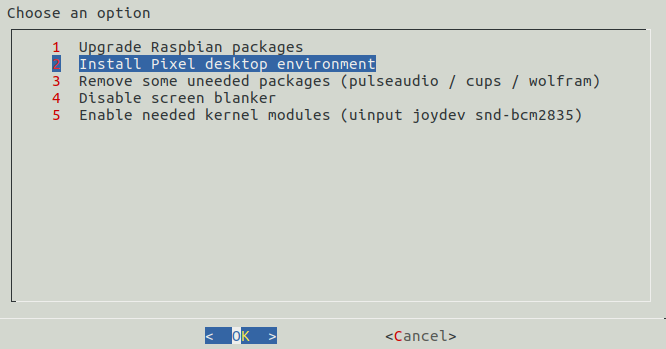 Choose an option
1 Upgrade Raspbian packages
2 Install Pixel desktop environment
3 Remove some uneeded packages (pulseaudio / cups / wolfram)
4 Disable screen blanker
5 Enable needed kernel modules (uinput joydev snd-bcm2835)
< OK > <Cancel>